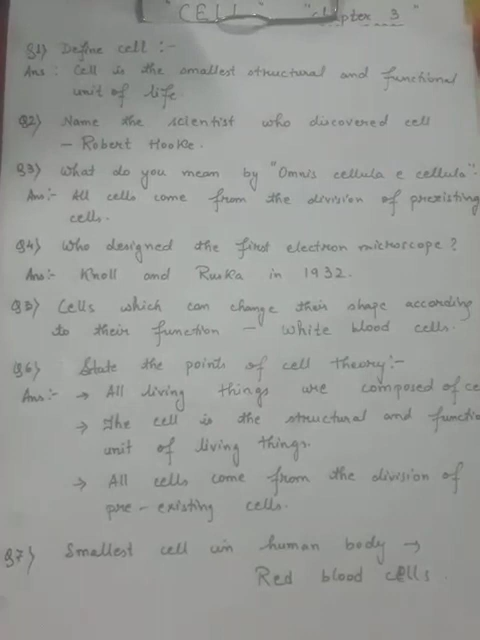 "CELL" "Chapter 3"
Q1) Define cell :-
Ans : Cell is the smallest structural and functional
unit of life.
Q2) Name the scientist who discovered cell
- Robert Hooke.
Q3) What do you mean by "Omnis cellula e cellula":
Ans:- All cells come from the division of preexisting
cells.
Q4) Who designed the first electron microscope?
Ans:- Knoll and Ruska in 1932.
Q5) Cells which can change their shape according
to their function - White blood cells.
Q6) State the points of cell theory:-
Ans:- → All living things are composed of ce
→ The cell is the structural and functio
unit of living things.
→ All cells come from the division of
pre-existing cells.
Q7) Smallest cell in human body →
Red blood cells.